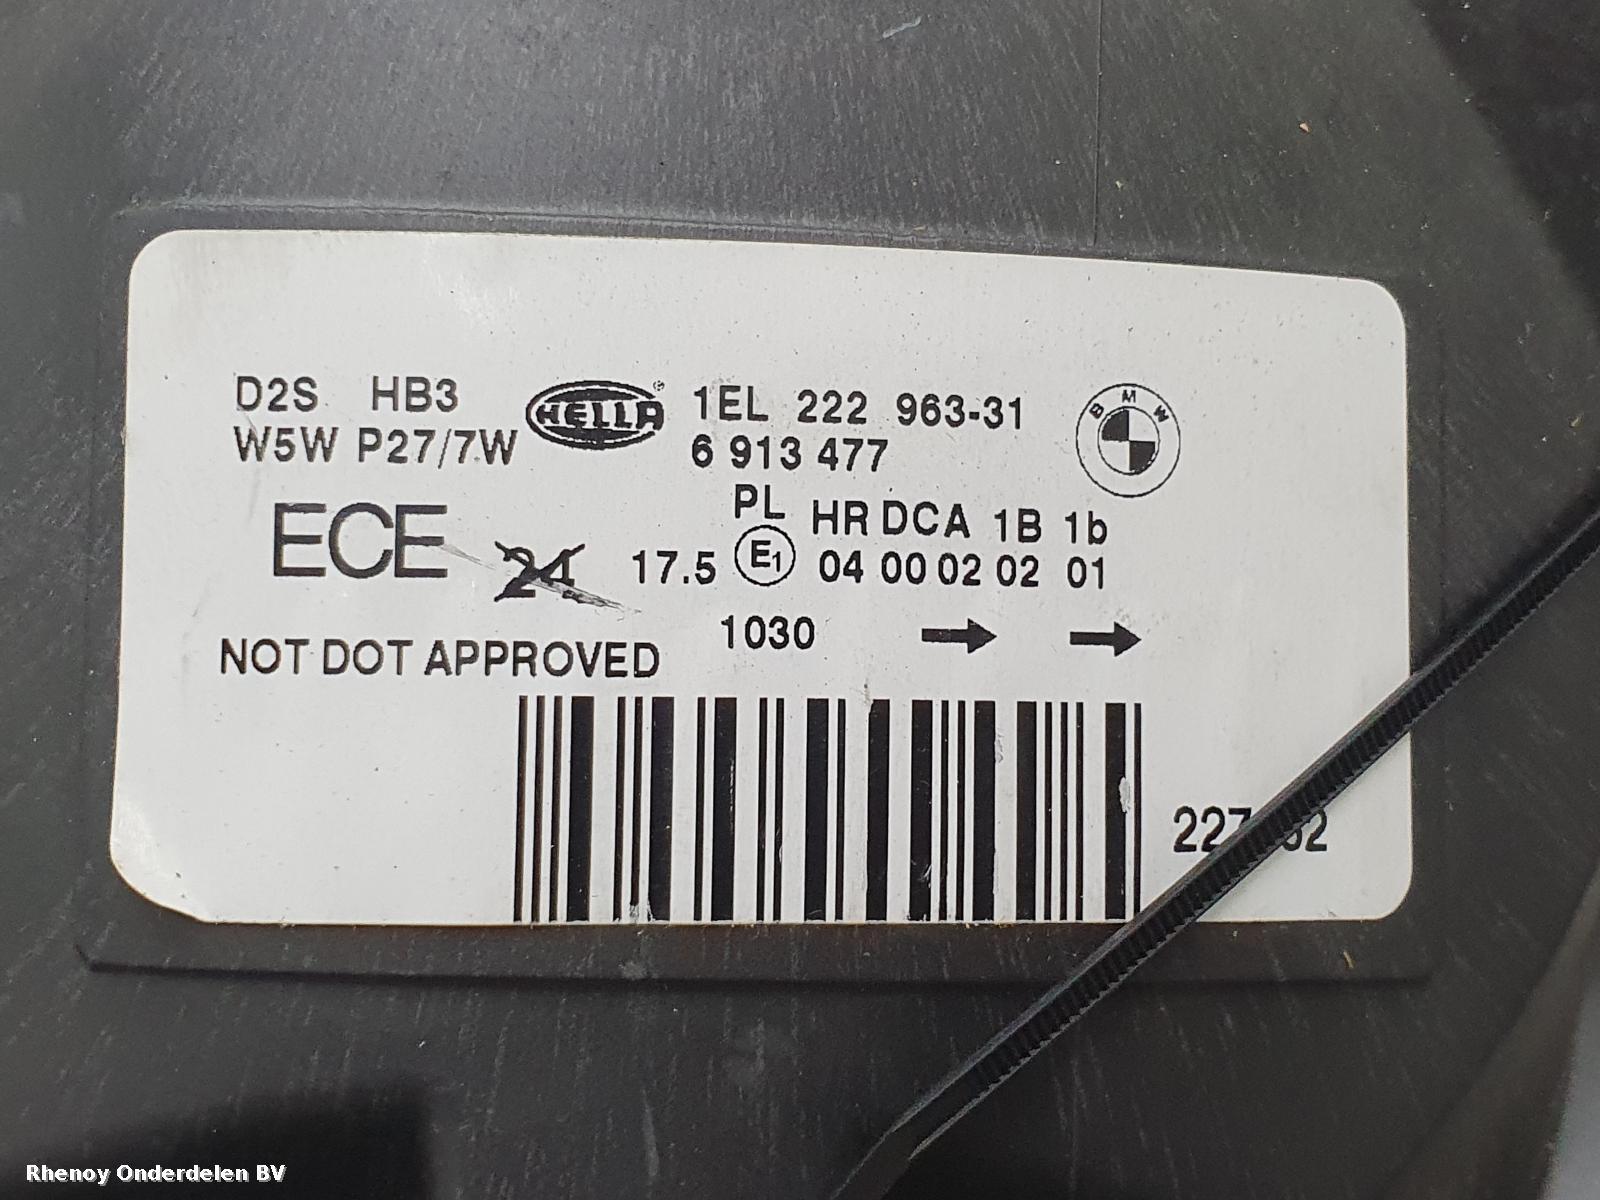 D2S HB3
W5W P27/7W
HELLA®
1EL 222 963-31
6 913 477
BMW
PL HR DCA 1B 1b
ECE 24 17.5 E1 04 00 02 02 01
1030 → →
NOT DOT APPROVED
Rhenoy Onderdelen BV